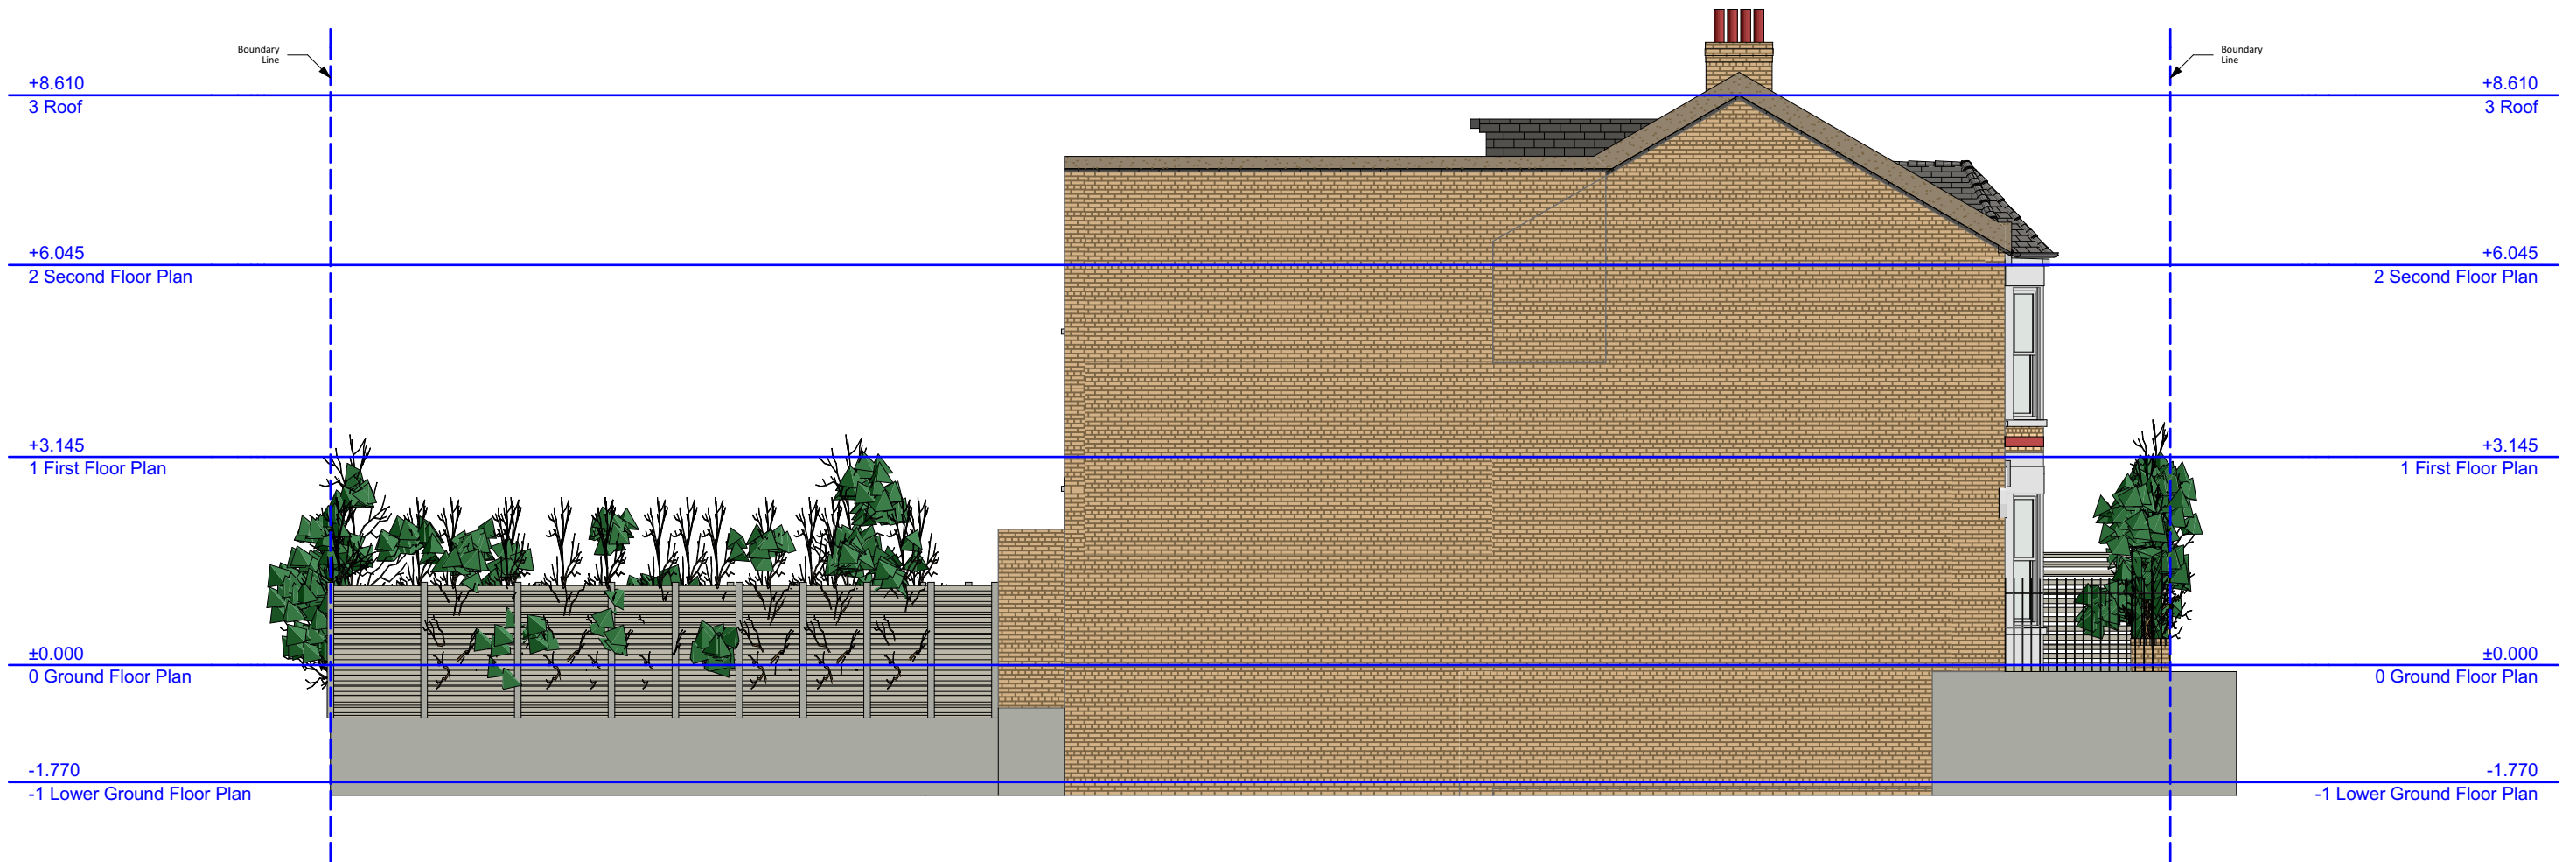 Boundary
Line
Boundary
Line
+8.610
3 Roof
+8.610
3 Roof
+6.045
2 Second Floor Plan
+6.045
2 Second Floor Plan
+3.145
1 First Floor Plan
+3.145
1 First Floor Plan
±0.000
0 Ground Floor Plan
±0.000
0 Ground Floor Plan
-1.770
-1 Lower Ground Floor Plan
-1.770
-1 Lower Ground Floor Plan